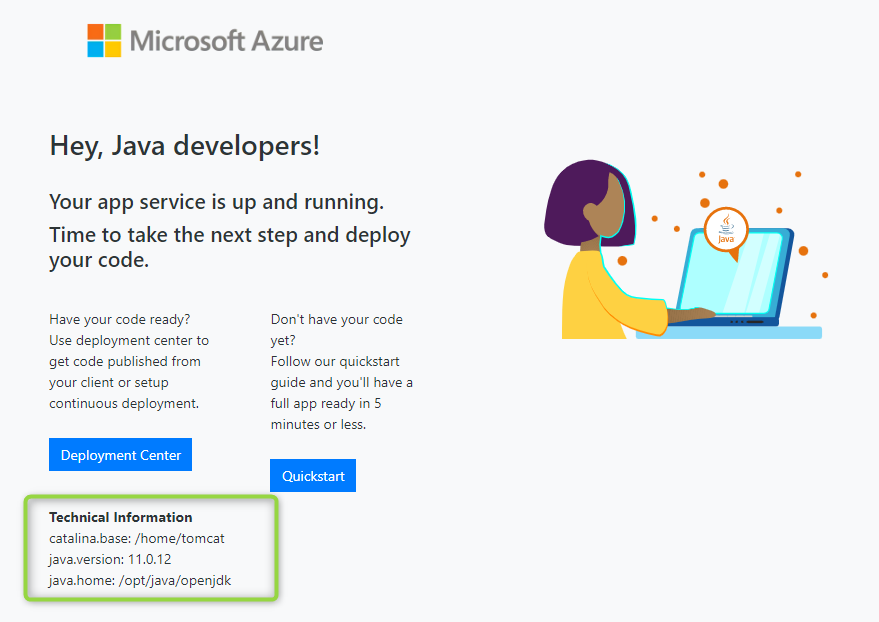 Microsoft Azure
Hey, Java developers!
Your app service is up and running.
Time to take the next step and deploy
your code.
Have your code ready?
Use deployment center to
get code published from
your client or setup
continuous deployment.
Deployment Center
Don't have your code
yet?
Follow our quickstart
guide and you'll have a
full app ready in 5
minutes or less.
Quickstart
Java
Technical Information
catalina.base: /home/tomcat
java.version: 11.0.12
java.home: /opt/java/openjdk